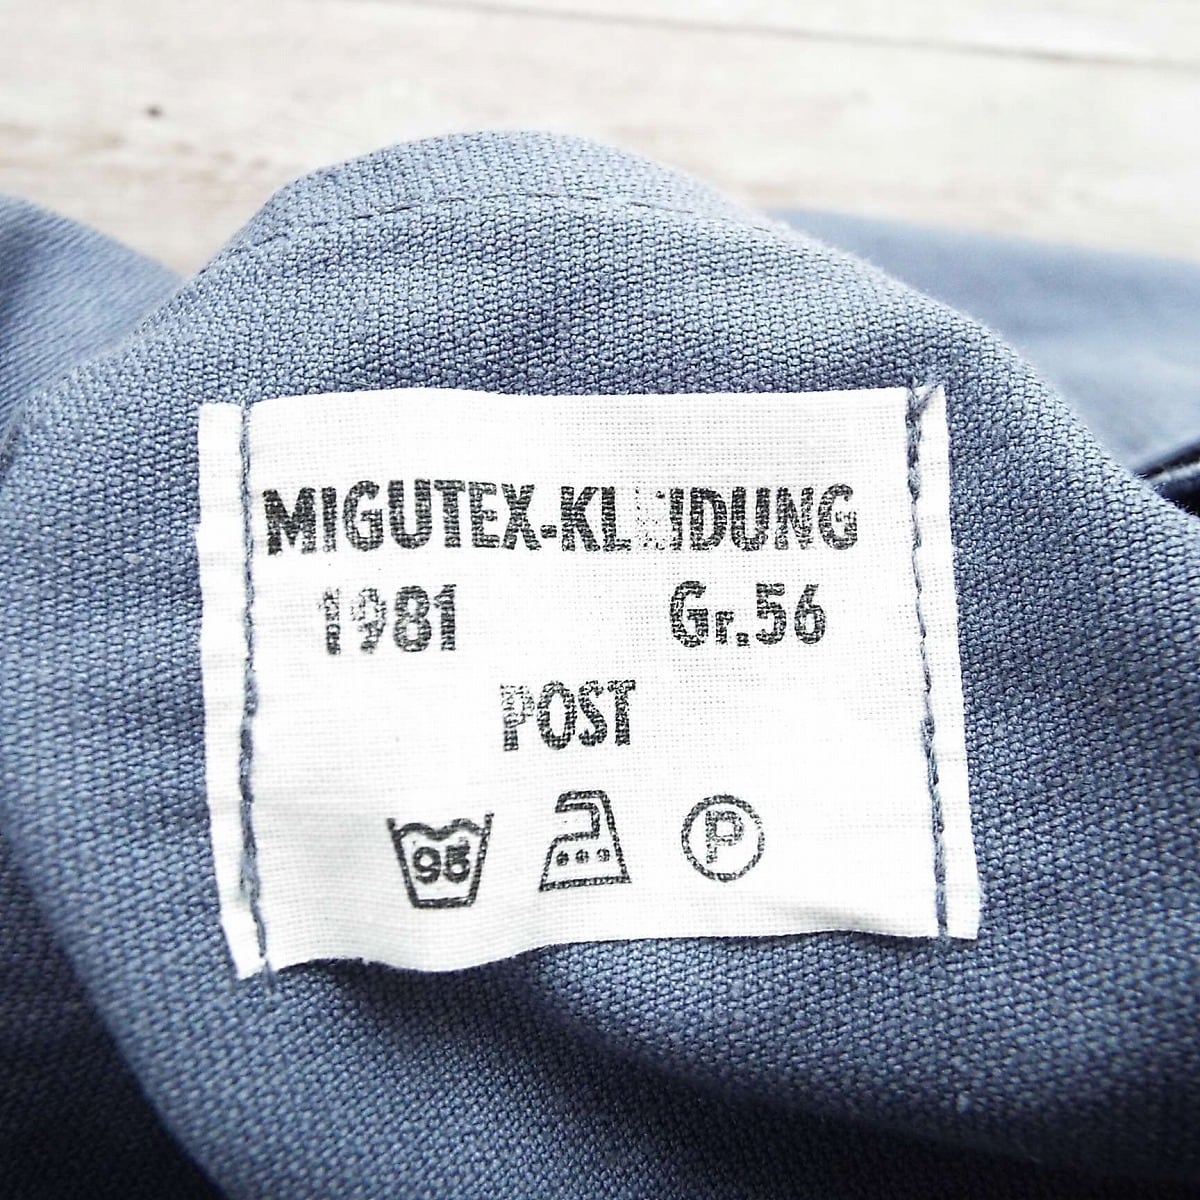 MIGUTEX-KLEIDUNG
1981 Gr.56
POST
95 P